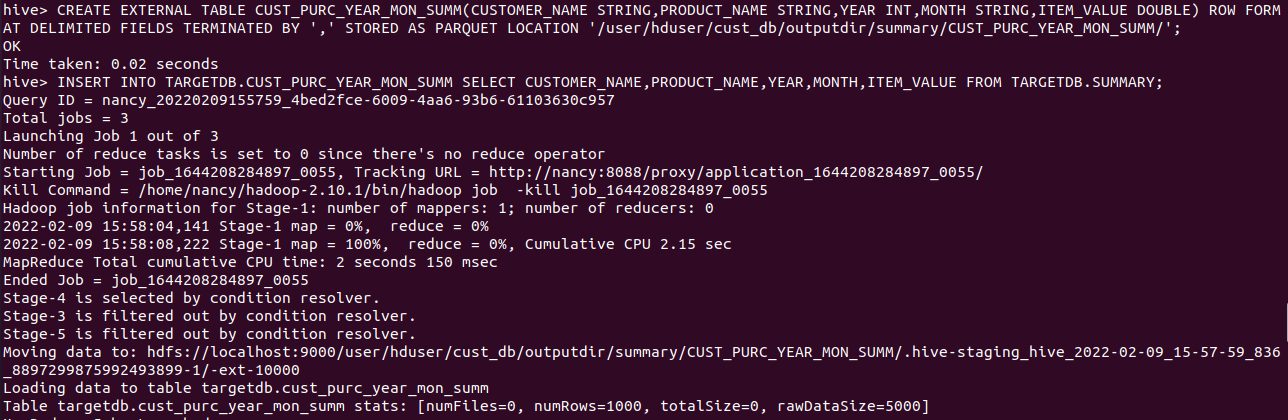 hive> CREATE EXTERNAL TABLE CUST_PURC_YEAR_MON_SUMM(CUSTOMER_NAME STRING,PRODUCT_NAME STRING,YEAR INT,MONTH STRING,ITEM_VALUE DOUBLE) ROW FORM
AT DELIMITED FIELDS TERMINATED BY ',' STORED AS PARQUET LOCATION '/user/hduser/cust_db/outputdir/summary/CUST_PURC_YEAR_MON_SUMM/';
OK
Time taken: 0.02 seconds
hive> INSERT INTO TARGETDB.CUST_PURC_YEAR_MON_SUMM SELECT CUSTOMER_NAME,PRODUCT_NAME,YEAR,MONTH,ITEM_VALUE FROM TARGETDB.SUMMARY;
Query ID = nancy_20220209155759_4bed2fce-6009-4aa6-93b6-61103630c957
Total jobs = 3
Launching Job 1 out of 3
Number of reduce tasks is set to 0 since there's no reduce operator
Starting Job = job_1644208284897_0055, Tracking URL = http://nancy:8088/proxy/application_1644208284897_0055/
Kill Command = /home/nancy/hadoop-2.10.1/bin/hadoop job  -kill job_1644208284897_0055
Hadoop job information for Stage-1: number of mappers: 1; number of reducers: 0
2022-02-09 15:58:04,141 Stage-1 map = 0%,  reduce = 0%
2022-02-09 15:58:08,222 Stage-1 map = 100%,  reduce = 0%, Cumulative CPU 2.15 sec
MapReduce Total cumulative CPU time: 2 seconds 150 msec
Ended Job = job_1644208284897_0055
Stage-4 is selected by condition resolver.
Stage-3 is filtered out by condition resolver.
Stage-5 is filtered out by condition resolver.
Moving data to: hdfs://localhost:9000/user/hduser/cust_db/outputdir/summary/CUST_PURC_YEAR_MON_SUMM/.hive-staging_hive_2022-02-09_15-57-59_836
_8897299875992493899-1/-ext-10000
Loading data to table targetdb.cust_purc_year_mon_summ
Table targetdb.cust_purc_year_mon_summ stats: [numFiles=0, numRows=1000, totalSize=0, rawDataSize=5000]